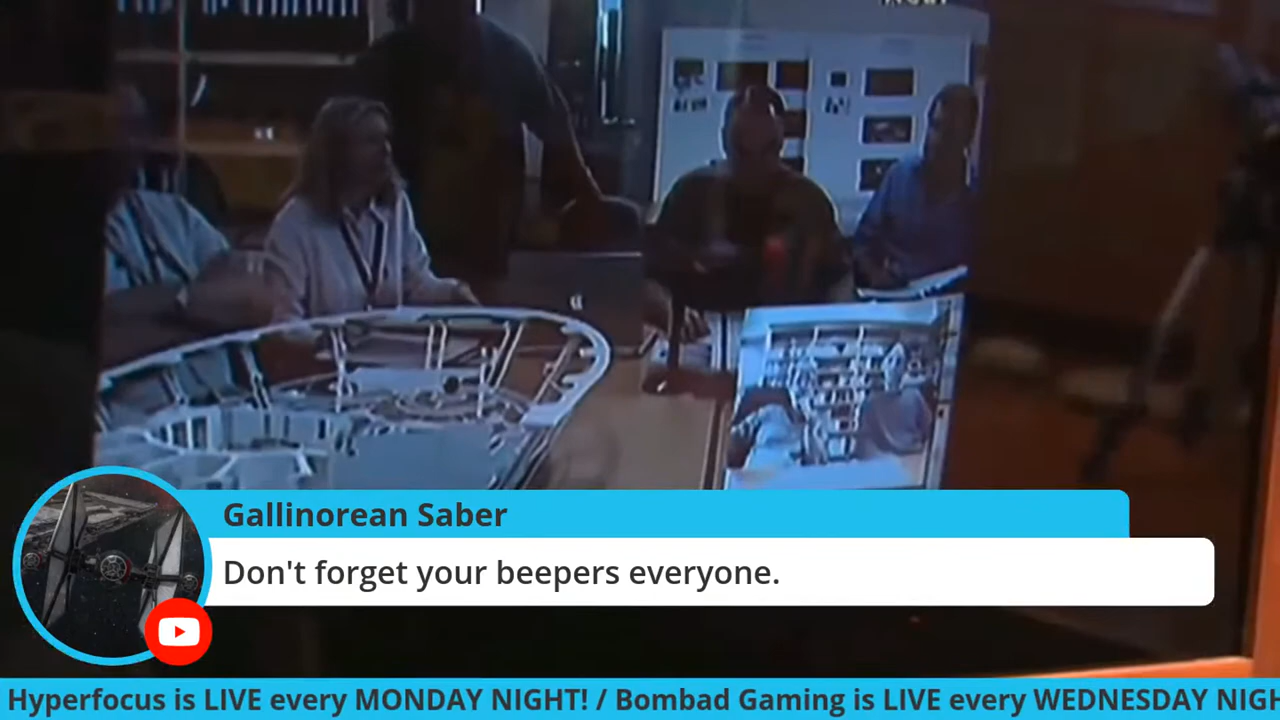 Gallinorean Saber
Don't forget your beepers everyone.
Hyperfocus is LIVE every MONDAY NIGHT! / Bombad Gaming is LIVE every WEDNESDAY NIGH